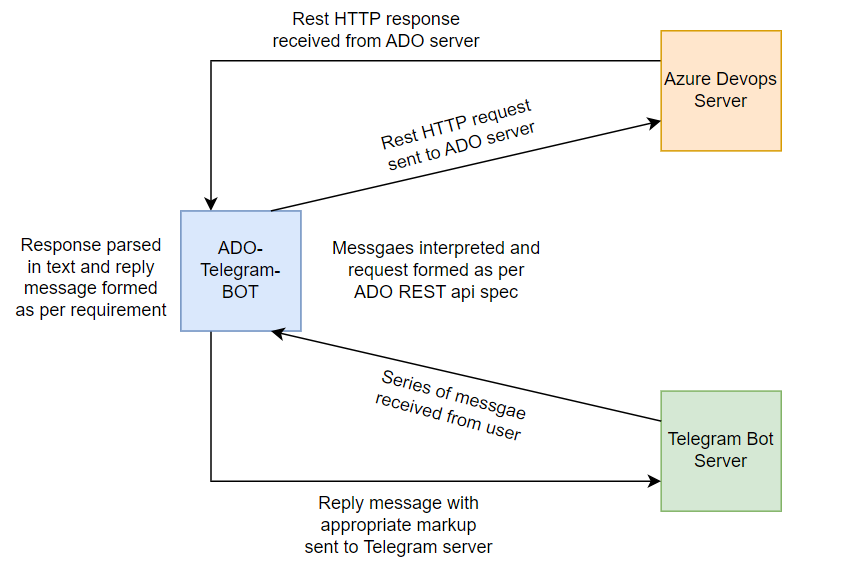 Rest HTTP response
received from ADO server
Azure Devops
Server
Rest HTTP request
sent to ADO server
Response parsed
in text and reply
message formed
as per requirement
ADO-
Telegram-
BOT
Messgaes interpreted and
request formed as per
ADO REST api spec
Series of messgae
received from user
Telegram Bot
Server
Reply message with
appropriate markup
sent to Telegram server